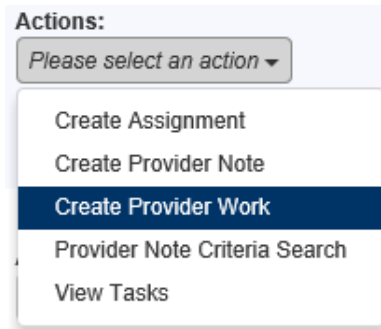 Actions:
Please select an action
Create Assignment
Create Provider Note
Create Provider Work
Provider Note Criteria Search
View Tasks